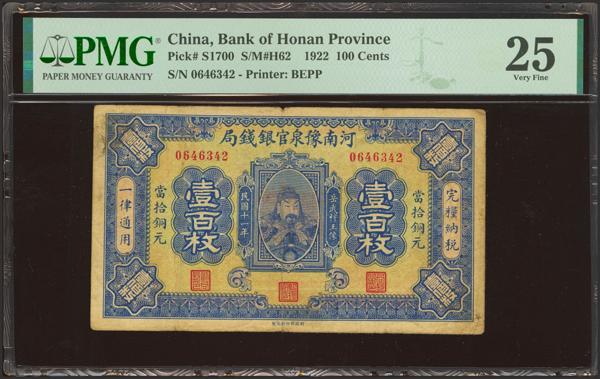 PMG
PAPER MONEY GUARANTY
China, Bank of Honan Province
Pick# S1700 S/M#H62 1922 100 Cents
S/N 0646342 - Printer: BEPP
25
Very Fine
局錢銀官泉豫南河
0646342
0646342
完糧納稅
當拾銅元
壹百枚
民國十一年
壹百枚
當拾銅元
一律通用